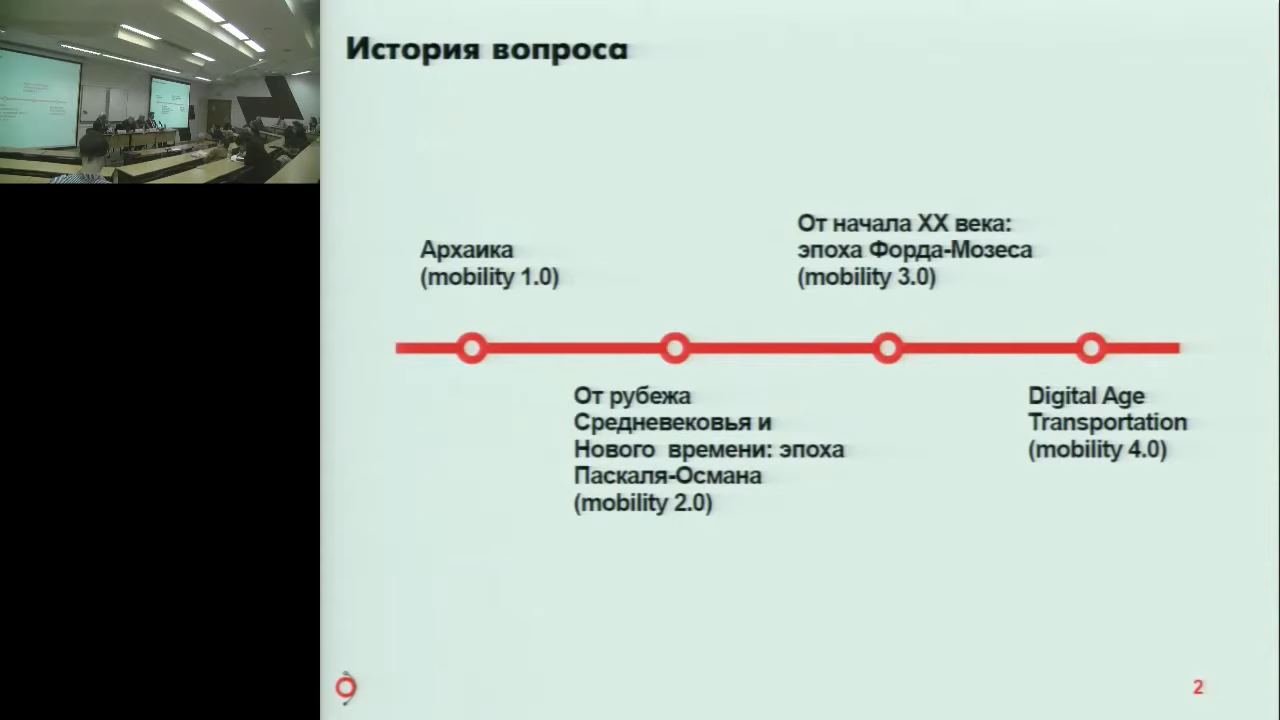 История вопроса
Архаика
(mobility 1.0)
От рубежа
Средневековья и
Нового времени: эпоха
Паскаля-Османа
(mobility 2.0)
От начала XX века:
эпоха Форда-Мозеса
(mobility 3.0)
Digital Age
Transportation
(mobility 4.0)
2